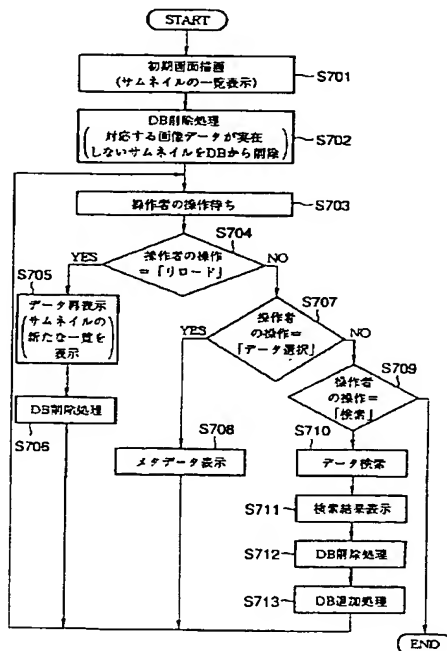 START
初期画面描画
(サムネイルの一覧表示)
S701
DB削除処理
(対応する画像データが実在
しないサムネイルをDBから削除)
S702
操作者の操作待ち
S703
S704
操作者の操作
=「リロード」
YES
NO
S705
データ再表示
(サムネイルの
新たな一覧を
表示)
DB削除処理
S706
S707
操作者
の操作=
「データ選択」
YES
NO
S708
メタデータ表示
S709
操作者
の操作=
「検索」
S710
データ検索
S711
検索結果表示
S712
DB削除処理
S713
DB追加処理
END